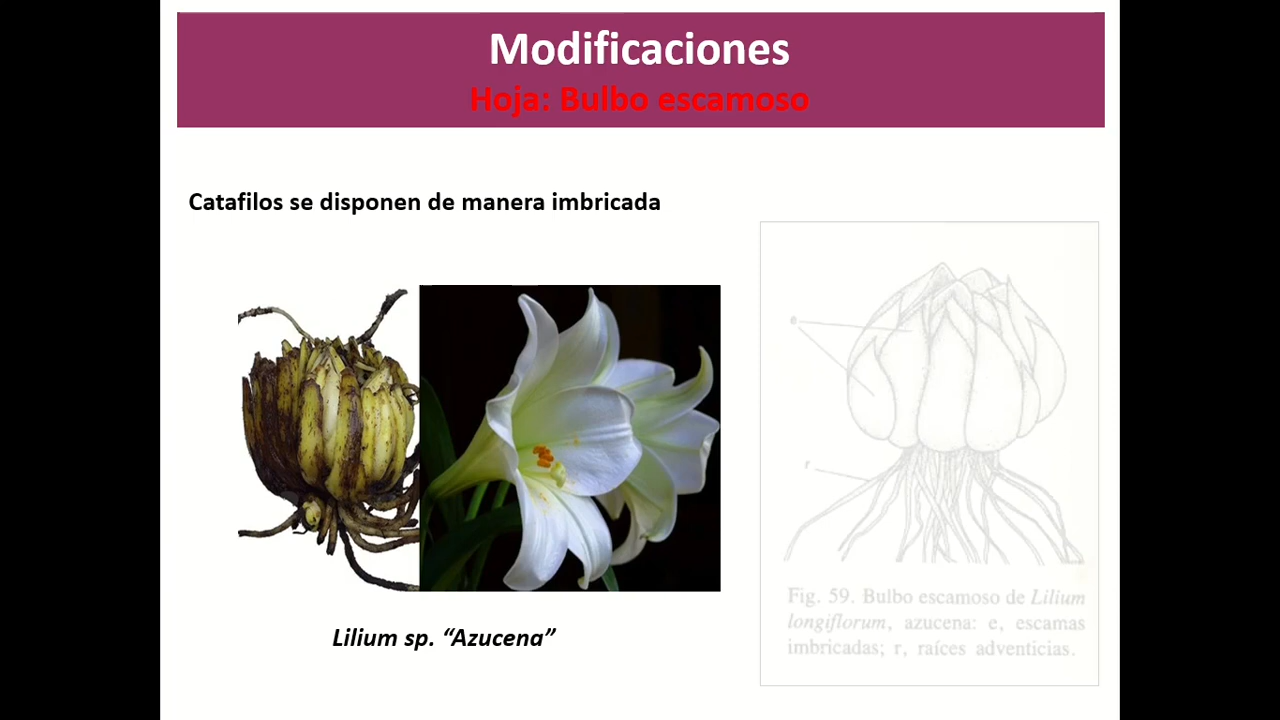 Modificaciones
Hoja: Bulbo escamoso
Catafilos se disponen de manera imbricada
e
r
Fig. 59. Bulbo escamoso de Lilium
longiflorum, azucena: e, escamas
imbricadas; r, raíces adventicias.
Lilium sp. “Azucena”